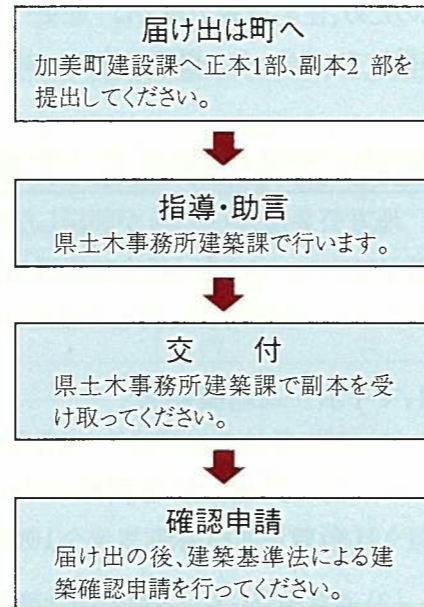 届け出は町へ
加美町建設課へ正本1部、副本2 部を
提出してください。
指導・助言
県土木事務所建築課で行います。
交 付
県土木事務所建築課で副本を受
け取ってください。
確認申請
届け出の後、建築基準法による建
築確認申請を行ってください。